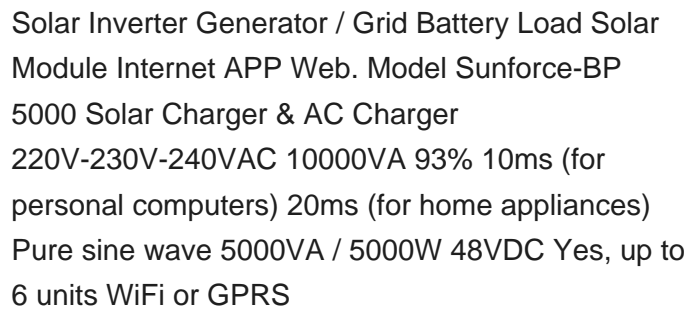 Solar Inverter Generator / Grid Battery Load Solar
Module Internet APP Web. Model Sunforce-BP
5000 Solar Charger & AC Charger
220V-230V-240VAC 10000VA 93% 10ms (for
personal computers) 20ms (for home appliances)
Pure sine wave 5000VA / 5000W 48VDC Yes, up to
6 units WiFi or GPRS